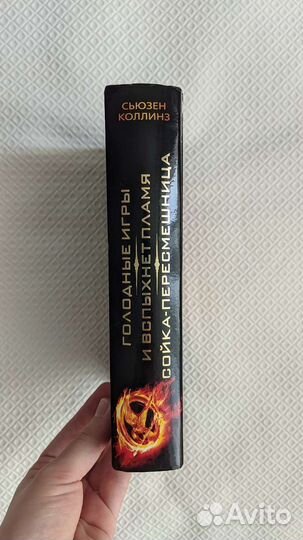 СЬЮЗЕН
КОЛЛИНЗ
ГОЛОДНЫЕ ИГРЫ
И ВСПЫХНЕТ ПЛАМЯ
СОЙКА-ПЕРЕСМЕШНИЦА
Avito